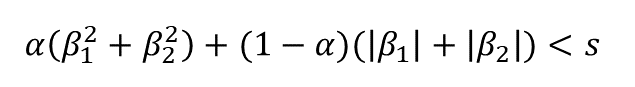 α(β₁² + β₂²) + (1 − α)(|β₁| + |β₂|) < s